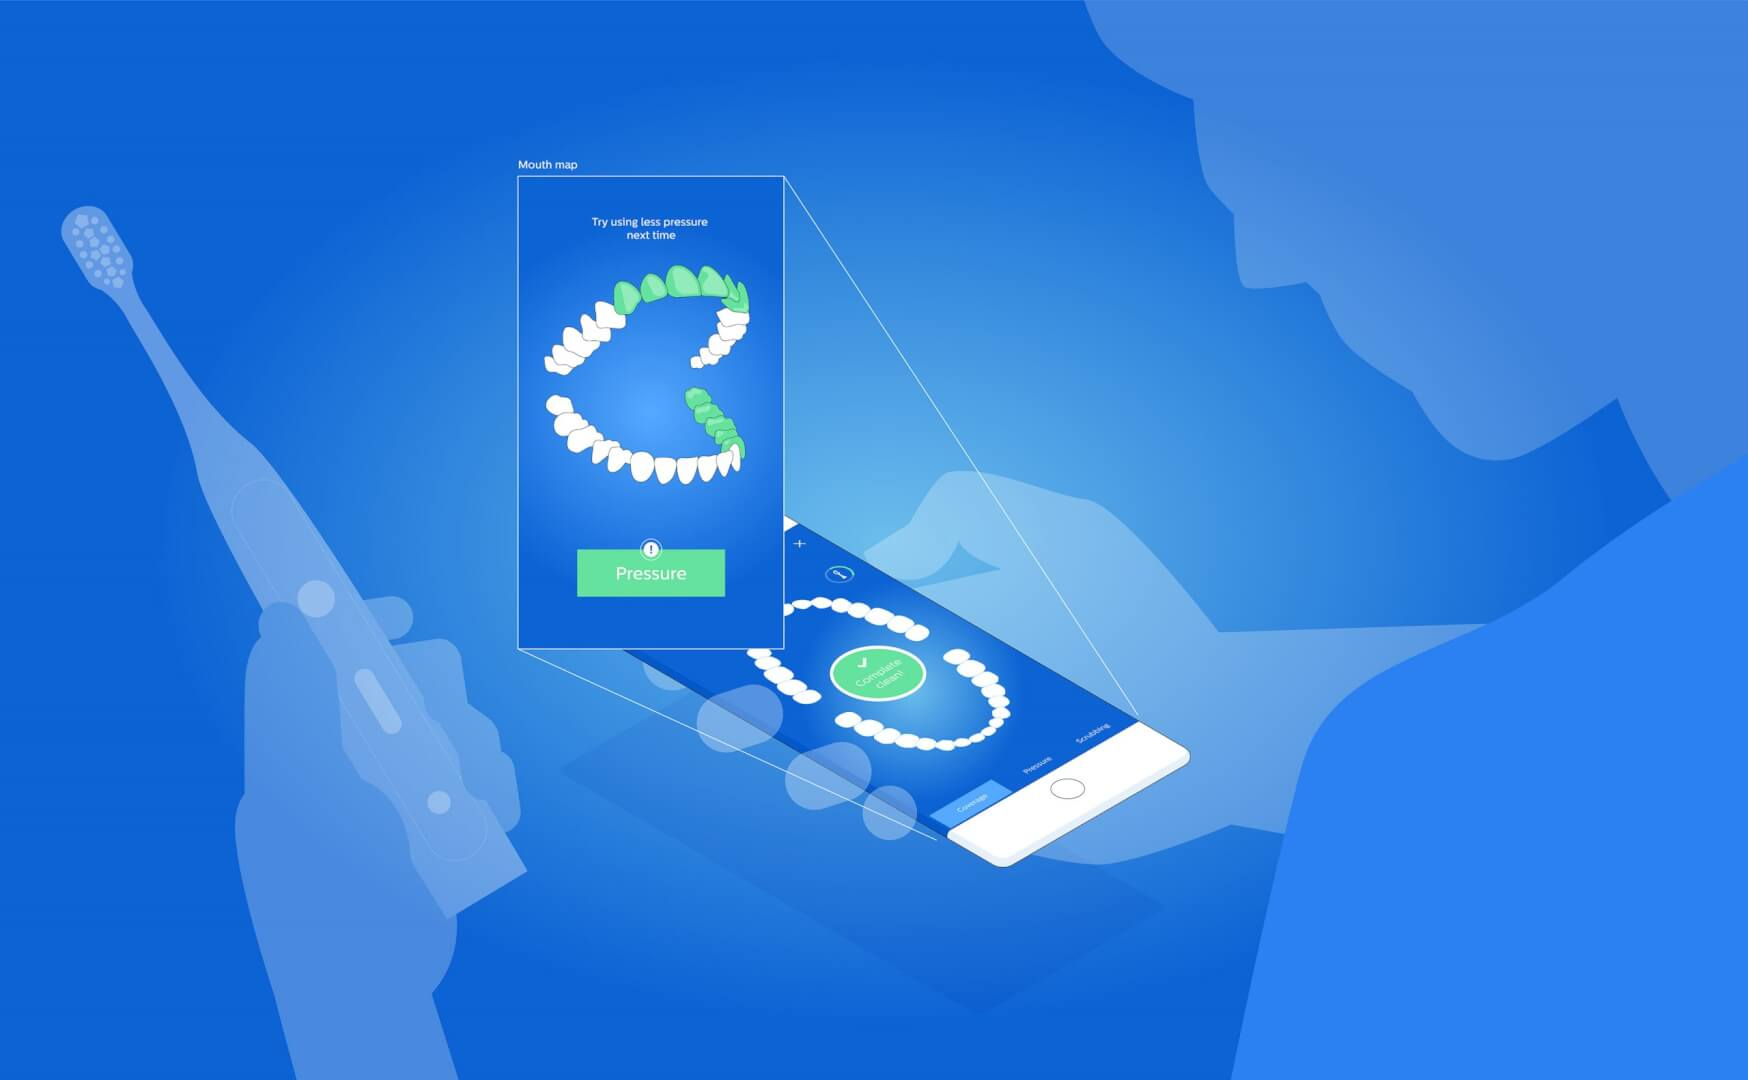 Mouth map
Try using less pressure
next time
!
Pressure
Complete
clean!
Coverage
Pressure
Scrubbing